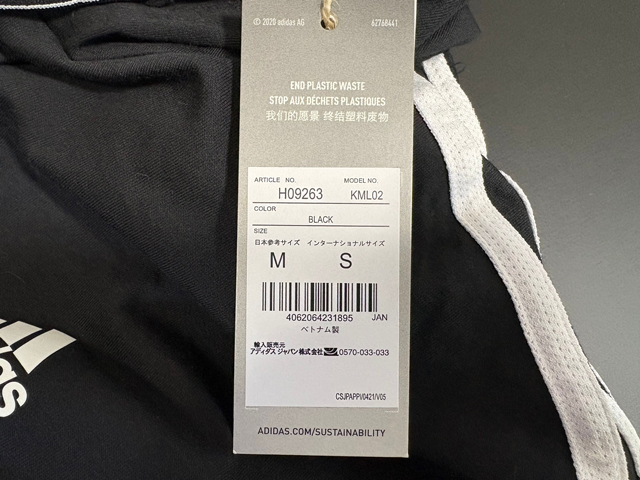 © 2020 adidas AG 62768441
END PLASTIC WASTE
STOP AUX DÉCHETS PLASTIQUES
我们的愿景 终结塑料废物
ARTICLE NO. MODEL NO.
H09263 KML02
COLOR
BLACK
SIZE
日本参考サイズ インターナショナルサイズ
M S
4062064231895 JAN
ベトナム製
輸入販売元
アディダス ジャパン株式会社 0570-033-033
CSJPAPP\/0421/V05
ADIDAS.COM/SUSTAINABILITY
das